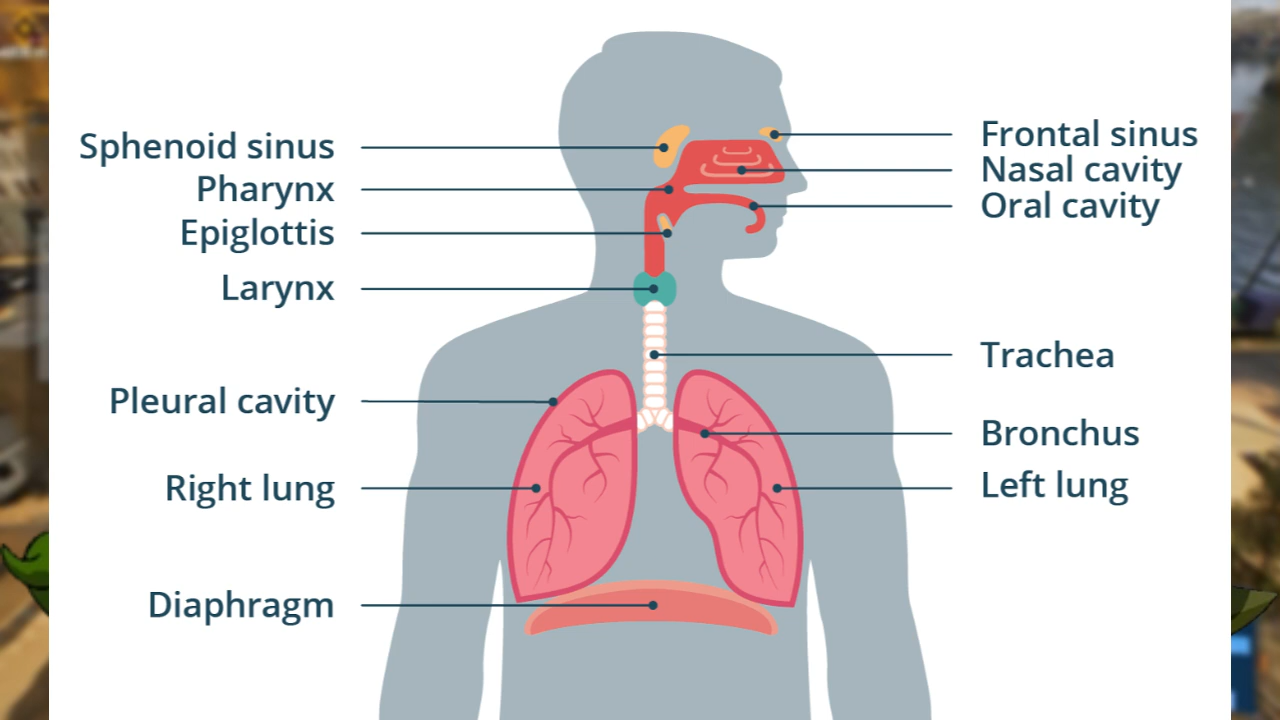 Sphenoid sinus
Pharynx
Epiglottis
Larynx
Pleural cavity
Right lung
Diaphragm
Frontal sinus
Nasal cavity
Oral cavity
Trachea
Bronchus
Left lung